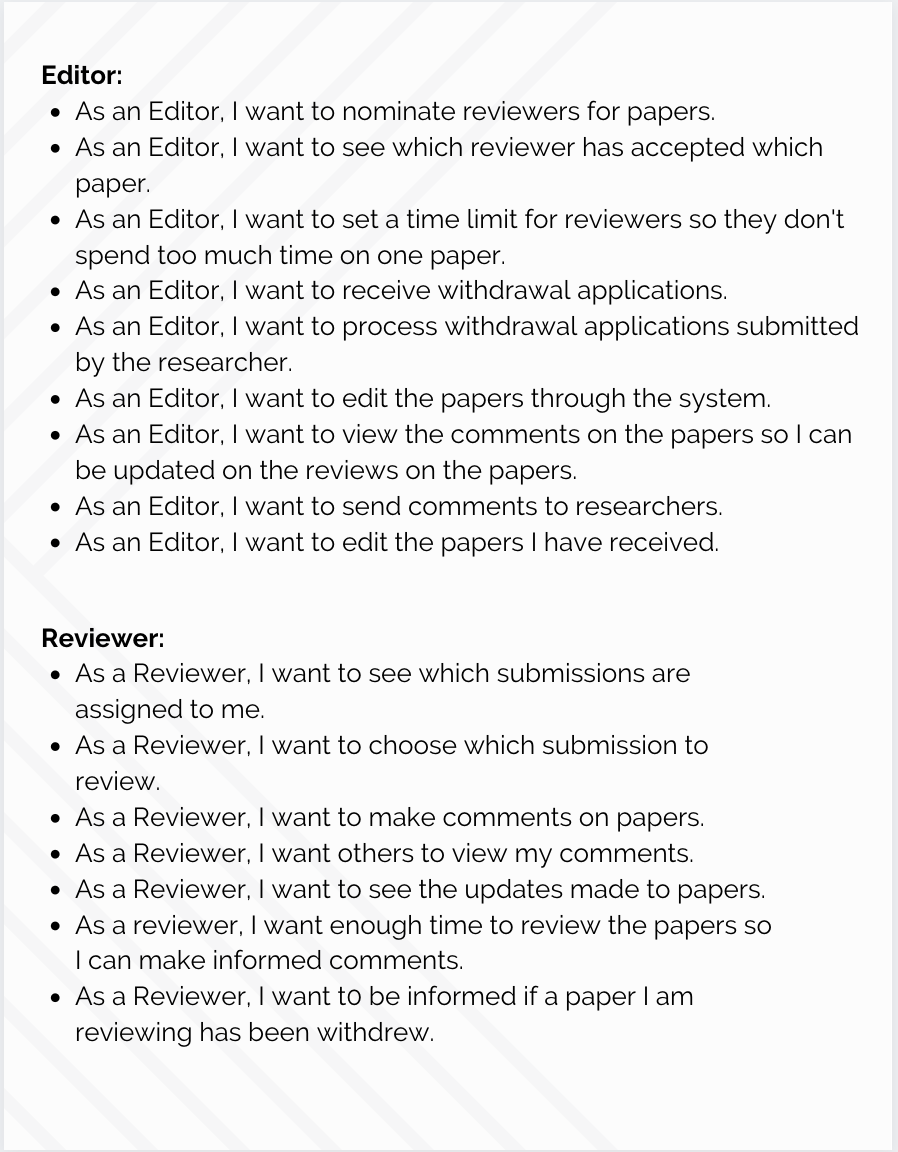 Editor:
• As an Editor, I want to nominate reviewers for papers.
• As an Editor, I want to see which reviewer has accepted which
paper.
• As an Editor, I want to set a time limit for reviewers so they don't
spend too much time on one paper.
• As an Editor, I want to receive withdrawal applications.
• As an Editor, I want to process withdrawal applications submitted
by the researcher.
• As an Editor, I want to edit the papers through the system.
• As an Editor, I want to view the comments on the papers so I can
be updated on the reviews on the papers.
• As an Editor, I want to send comments to researchers.
• As an Editor, I want to edit the papers I have received.
Reviewer:
• As a Reviewer, I want to see which submissions are
assigned to me.
• As a Reviewer, I want to choose which submission to
review.
• As a Reviewer, I want to make comments on papers.
• As a Reviewer, I want others to view my comments.
• As a Reviewer, I want to see the updates made to papers.
• As a reviewer, I want enough time to review the papers so
I can make informed comments.
• As a Reviewer, I want t0 be informed if a paper I am
reviewing has been withdrew.